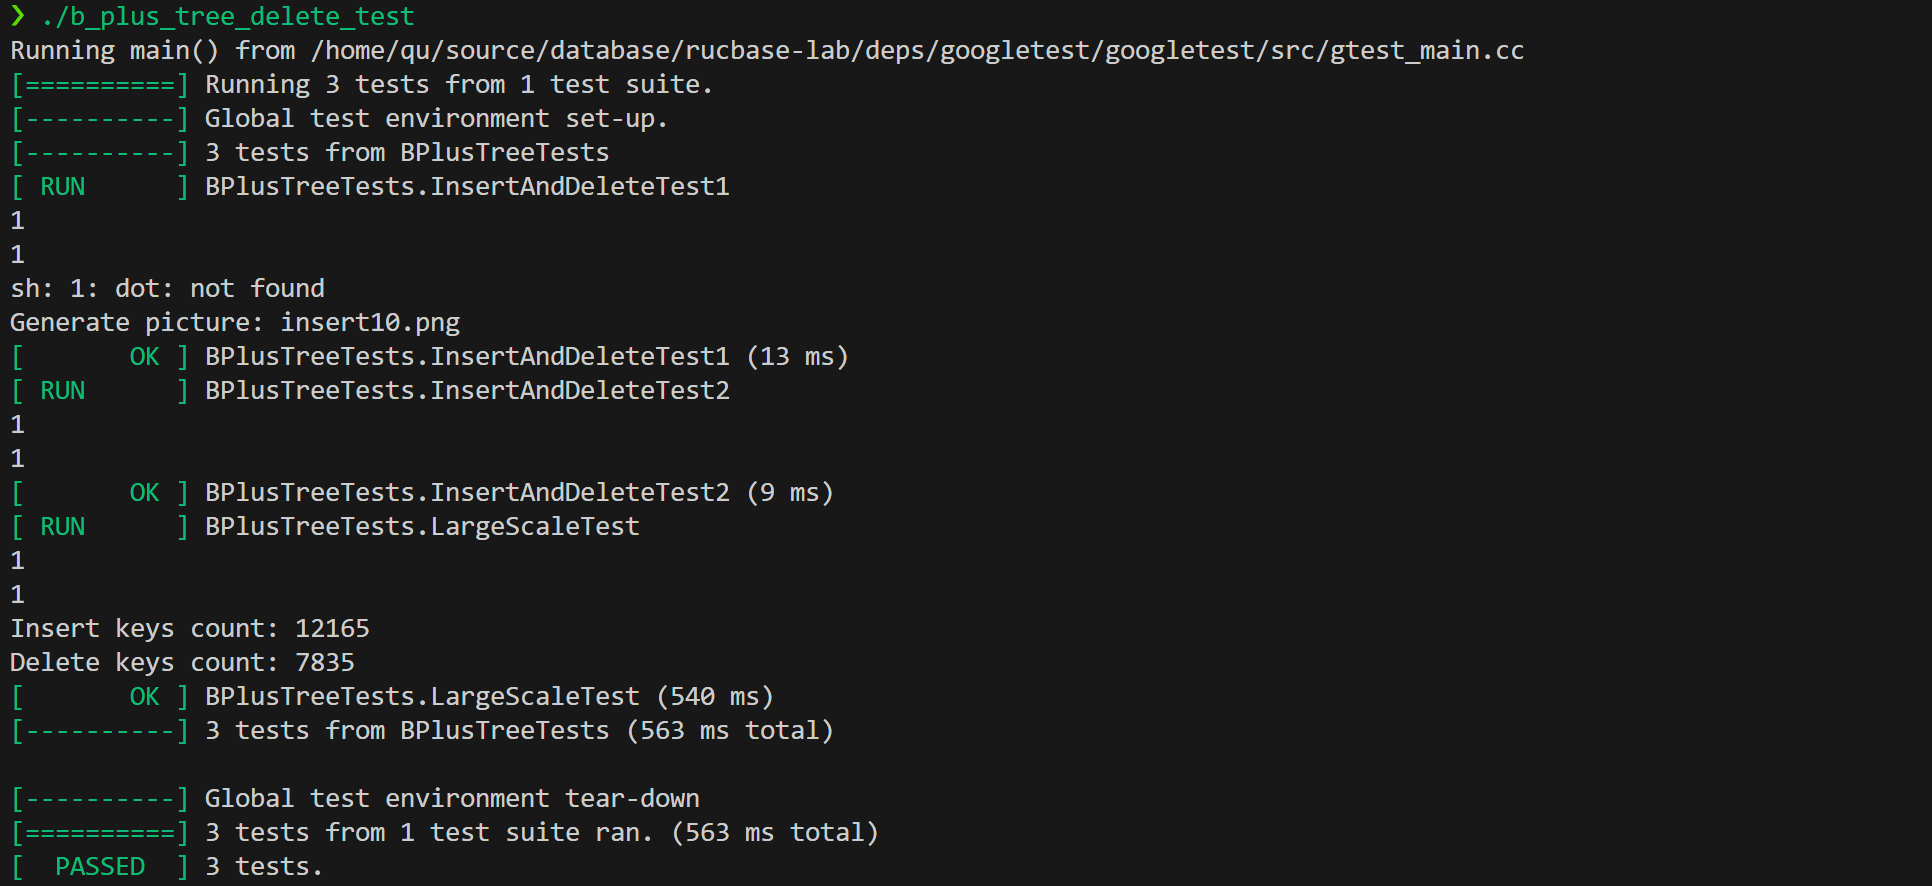 ❯ ./b_plus_tree_delete_test
Running main() from /home/qu/source/database/rucbase-lab/deps/googletest/googletest/src/gtest_main.cc
[==========] Running 3 tests from 1 test suite.
[----------] Global test environment set-up.
[----------] 3 tests from BPlusTreeTests
[ RUN      ] BPlusTreeTests.InsertAndDeleteTest1
1
1
sh: 1: dot: not found
Generate picture: insert10.png
[       OK ] BPlusTreeTests.InsertAndDeleteTest1 (13 ms)
[ RUN      ] BPlusTreeTests.InsertAndDeleteTest2
1
1
[       OK ] BPlusTreeTests.InsertAndDeleteTest2 (9 ms)
[ RUN      ] BPlusTreeTests.LargeScaleTest
1
1
Insert keys count: 12165
Delete keys count: 7835
[       OK ] BPlusTreeTests.LargeScaleTest (540 ms)
[----------] 3 tests from BPlusTreeTests (563 ms total)

[----------] Global test environment tear-down
[==========] 3 tests from 1 test suite ran. (563 ms total)
[  PASSED  ] 3 tests.